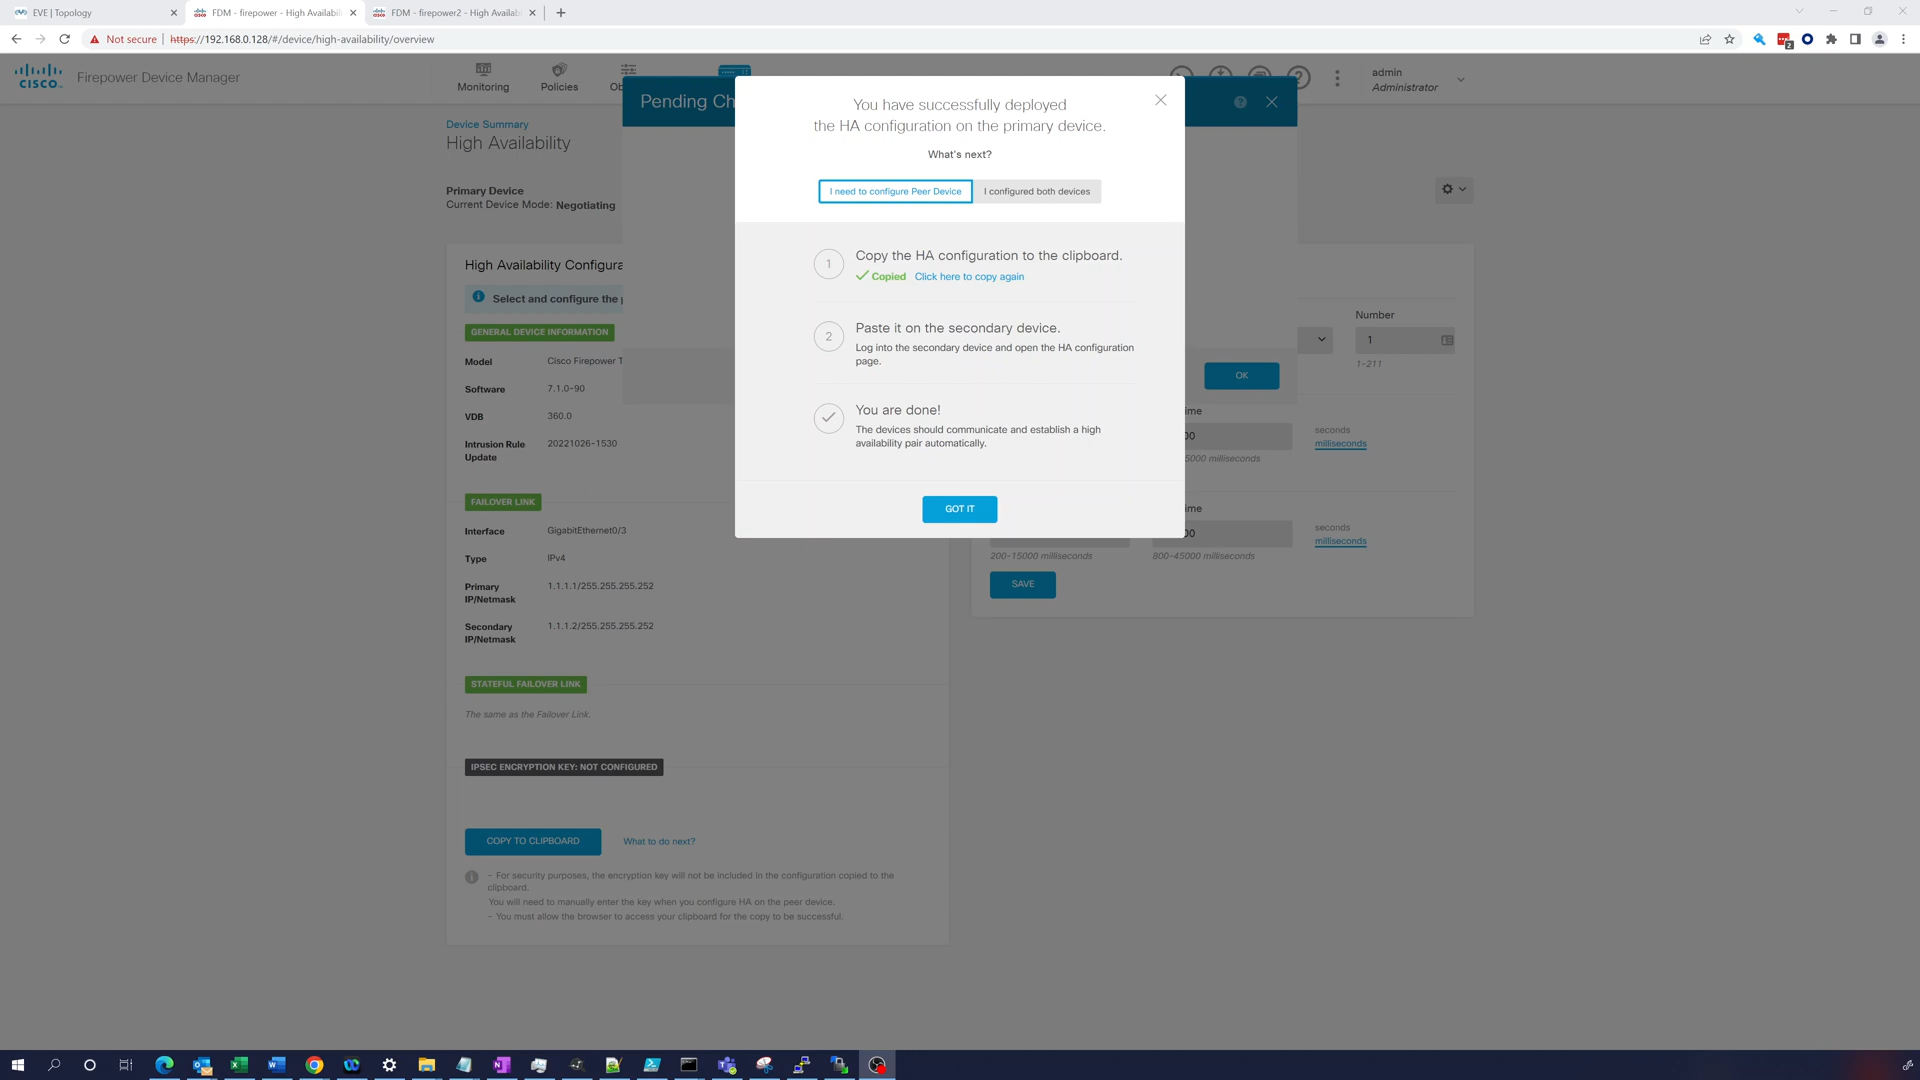 EVE | Topology
FDM - firepower - High Availabili
FDM - firepower2 - High Availab
Not secure
https://192.168.0.128/#/device/high-availability/overview
2
CISCO
Firepower Device Manager
Monitoring
Policies
Ob
admin
Administrator
Pending Ch
Device Summary
High Availability
Primary Device
Current Device Mode: Negotiating
You have successfully deployed
the HA configuration on the primary device.
What's next?
I need to configure Peer Device
I configured both devices
1
Copy the HA configuration to the clipboard.
Copied Click here to copy again
2
Paste it on the secondary device.
Log into the secondary device and open the HA configuration
page.
You are done!
The devices should communicate and establish a high
availability pair automatically.
GOT IT
High Availability Configura
Select and configure the
GENERAL DEVICE INFORMATION
Model
Cisco Firepower T
Software
7.1.0-90
VDB
360.0
Intrusion Rule
Update
20221026-1530
FAILOVER LINK
Interface
GigabitEthernet0/3
Type
IPv4
Primary
IP/Netmask
1.1.1.1/255.255.255.252
Secondary
IP/Netmask
1.1.1.2/255.255.255.252
STATEFUL FAILOVER LINK
The same as the Failover Link.
IPSEC ENCRYPTION KEY: NOT CONFIGURED
COPY TO CLIPBOARD
What to do next?
- For security purposes, the encryption key will not be included in the configuration copied to the
clipboard.
You will need to manually enter the key when you configure HA on the peer device.
- You must allow the browser to access your clipboard for the copy to be successful.
Number
1
1-211
OK
ime
00
seconds
milliseconds
5000 milliseconds
ime
00
seconds
milliseconds
200-15000 milliseconds
800-45000 milliseconds
SAVE